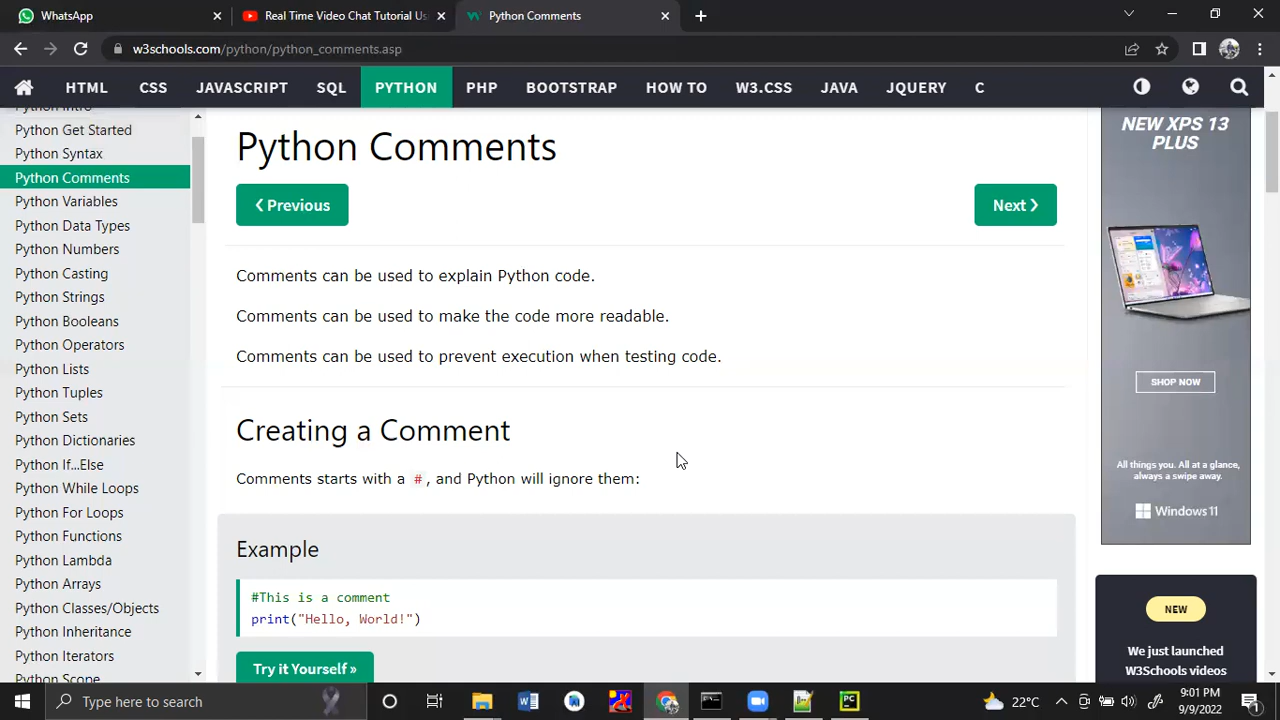 WhatsApp
Real Time Video Chat Tutorial Us
Python Comments
w3schools.com/python/python_comments.asp
HTML
CSS
JAVASCRIPT
SQL
PYTHON
PHP
BOOTSTRAP
HOW TO
W3.CSS
JAVA
JQUERY
C
Python Intro
Python Get Started
Python Syntax
Python Comments
Python Variables
Python Data Types
Python Numbers
Python Casting
Python Strings
Python Booleans
Python Operators
Python Lists
Python Tuples
Python Sets
Python Dictionaries
Python If...Else
Python While Loops
Python For Loops
Python Functions
Python Lambda
Python Arrays
Python Classes/Objects
Python Inheritance
Python Iterators
Python Scope
Python Comments
❮ Previous
Next ❯
Comments can be used to explain Python code.
Comments can be used to make the code more readable.
Comments can be used to prevent execution when testing code.
Creating a Comment
Comments starts with a #, and Python will ignore them:
Example
#This is a comment
print("Hello, World!")
Try it Yourself »
NEW XPS 13
PLUS
SHOP NOW
All things you. All at a glance,
always a swipe away.
Windows 11
NEW
We just launched
W3Schools videos
Type here to search
22°C
9:01 PM
9/9/2022
1